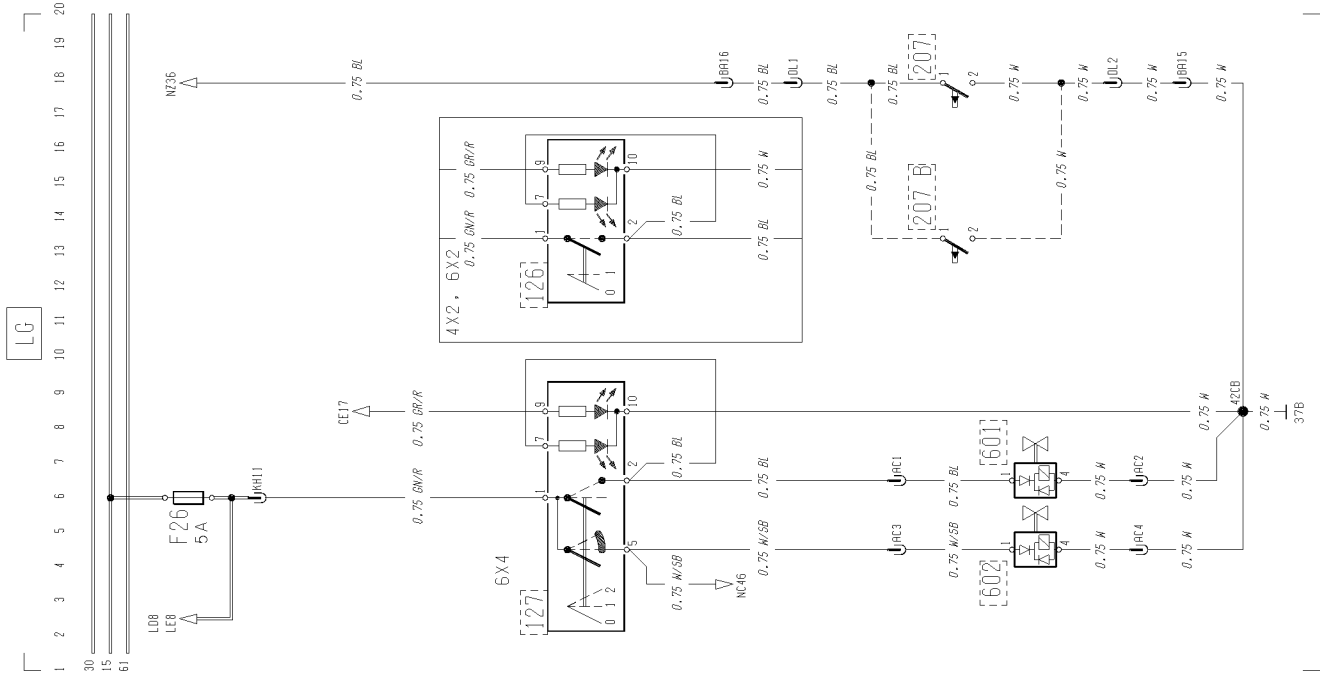 LG
1 2 3 4 5 6 7 8 9 10 11 12 13 14 15 16 17 18 19 20
30
15
61
LD8
LE8
F26
5A
KH11
NZ36
CE17
0.75 BL
0.75 GN/R
0.75 GR/R
4X2, 6X2
0.75 GN/R
0.75 GR/R
6X4
127
0 1 2
1
7
9
5
2
10
126
0 1
1
7
9
2
10
0.75 W/SB
NC46
0.75 BL
0.75 BL
0.75 W/SB
0.75 BL
0.75 BL
0.75 W
BA16
0.75 BL
DL1
0.75 BL
AC3
AC1
0.75 W/SB
0.75 BL
0.75 BL
0.75 BL
207 B
207
1
2
1
2
602
601
1
4
1
4
0.75 W
0.75 W
0.75 W
0.75 W
0.75 W
DL2
AC4
AC2
0.75 W
BA15
0.75 W
0.75 W
0.75 W
0.75 W
42CB
0.75 W
37B